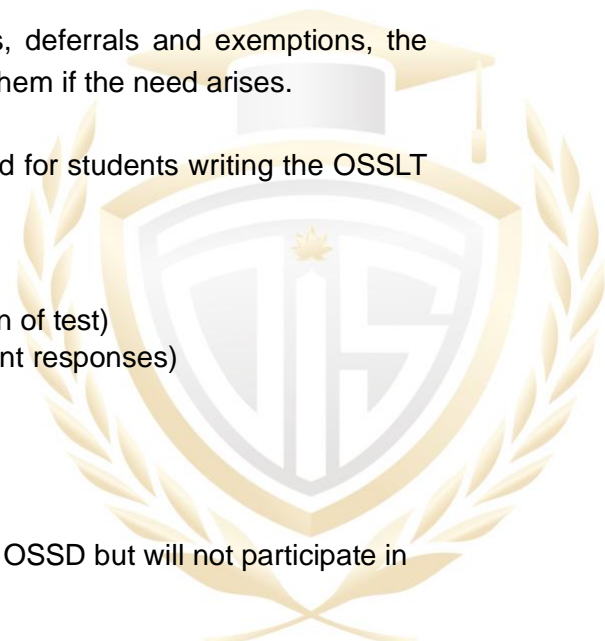 s, deferrals and exemptions, the
hem if the need arises.
d for students writing the OSSLT
n of test)
nt responses)
OSSD but will not participate in